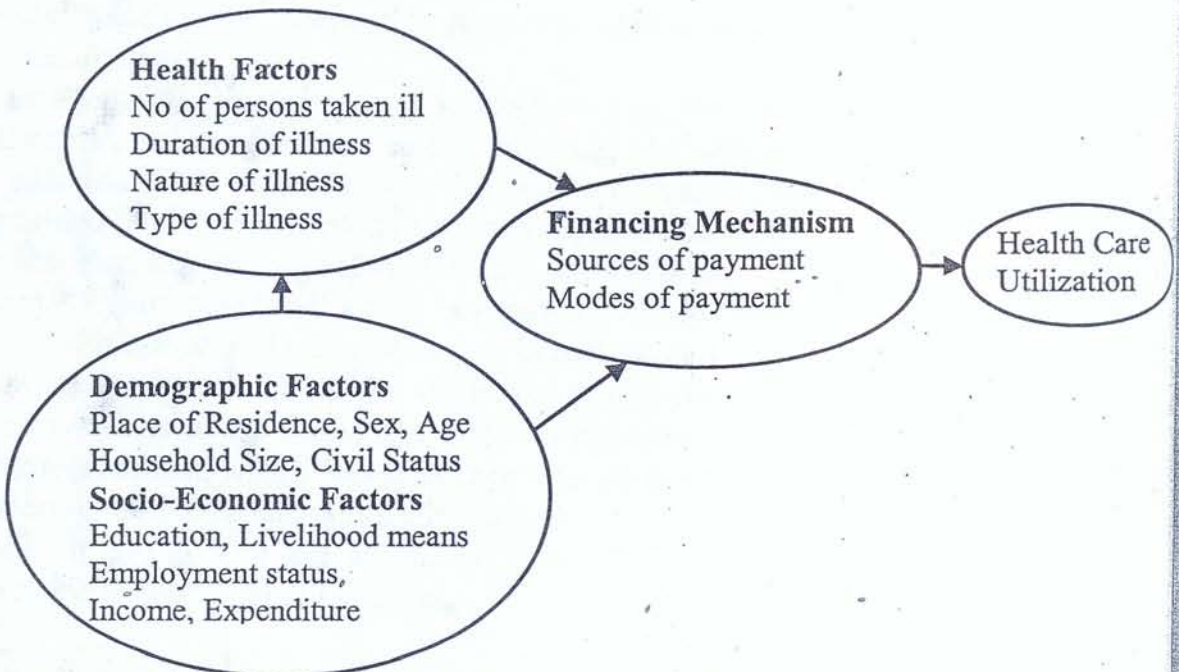 Health Factors
No of persons taken ill
Duration of illness
Nature of illness
Type of illness
Financing Mechanism
Sources of payment
Modes of payment
Health Care
Utilization
Demographic Factors
Place of Residence, Sex, Age
Household Size, Civil Status
Socio-Economic Factors
Education, Livelihood means
Employment status,
Income, Expenditure